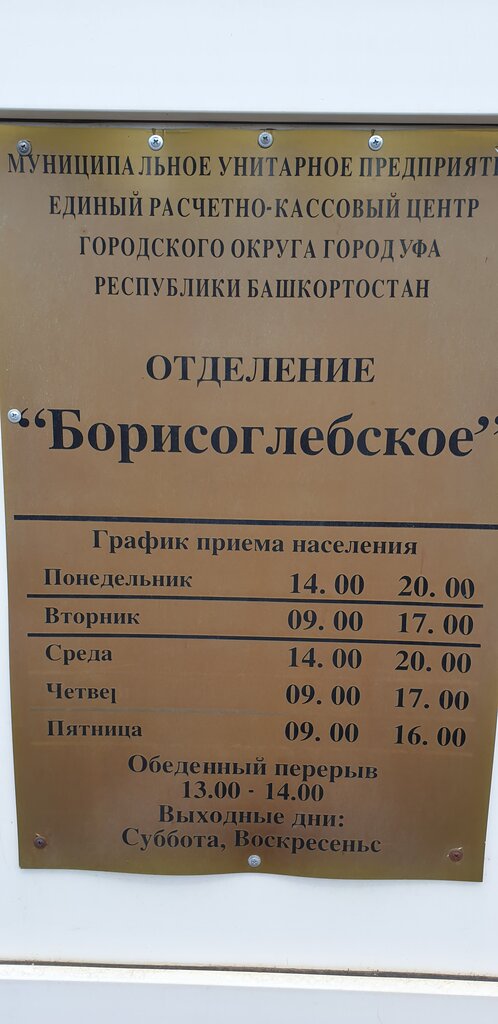 МУНИЦИПАЛЬНОЕ УНИТАРНОЕ ПРЕДПРИЯТИ
ЕДИНЫЙ РАСЧЕТНО-КАССОВЫЙ ЦЕНТР
ГОРОДСКОГО ОКРУГА ГОРОД УФА
РЕСПУБЛИКИ БАШКОРТОСТАН
ОТДЕЛЕНИЕ
“Борисоглебское”
График приема населения
Понедельник 14. 00 20. 00
Вторник 09. 00 17. 00
Среда 14. 00 20. 00
Четвер 09. 00 17. 00
Пятница 09. 00 16. 00
Обеденный перерыв
13.00 - 14.00
Выходные дни:
Суббота, Воскресеньс